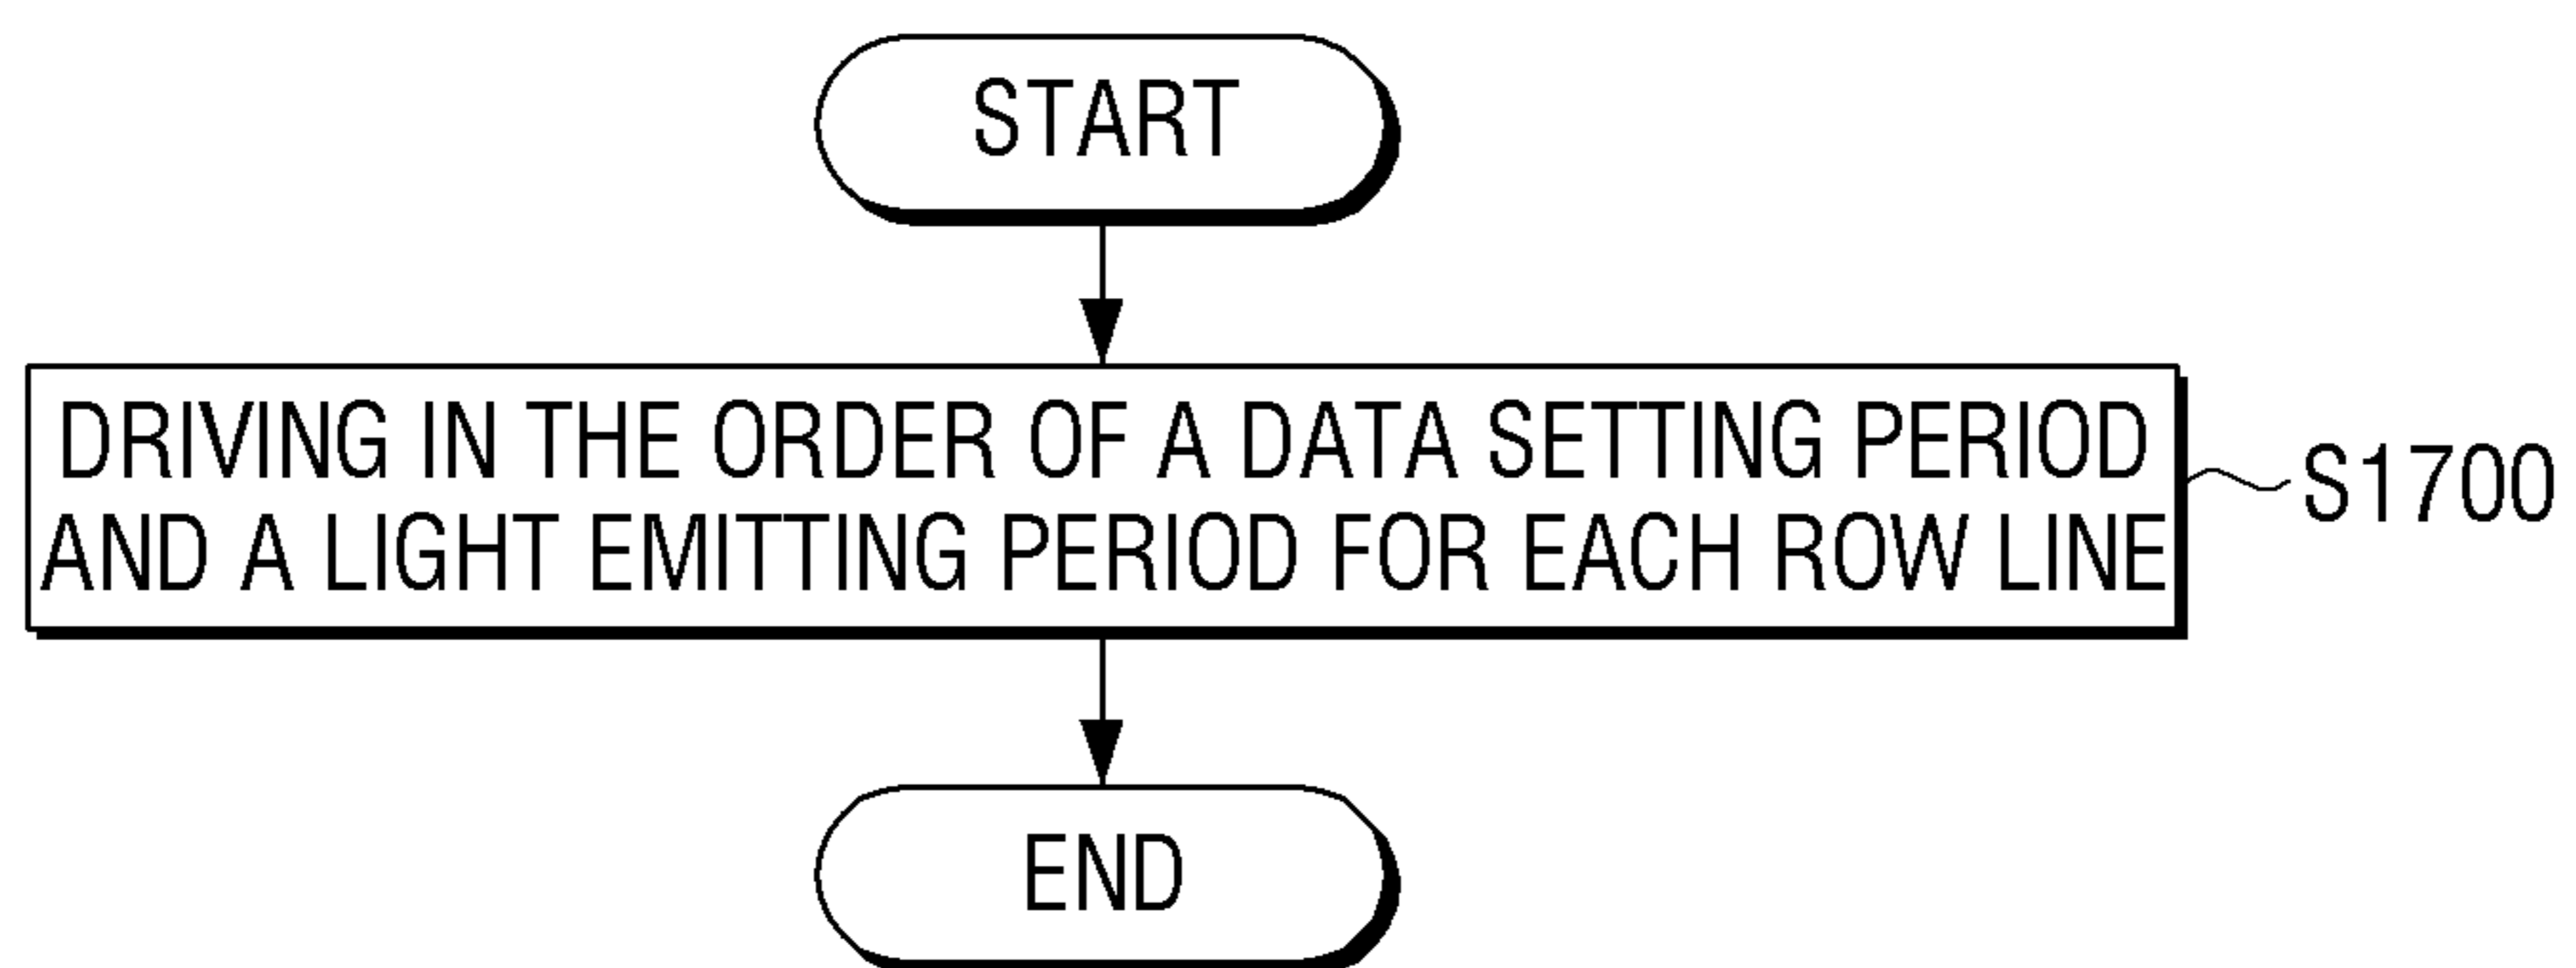 START
DRIVING IN THE ORDER OF A DATA SETTING PERIOD
AND A LIGHT EMITTING PERIOD FOR EACH ROW LINE
S1700
END